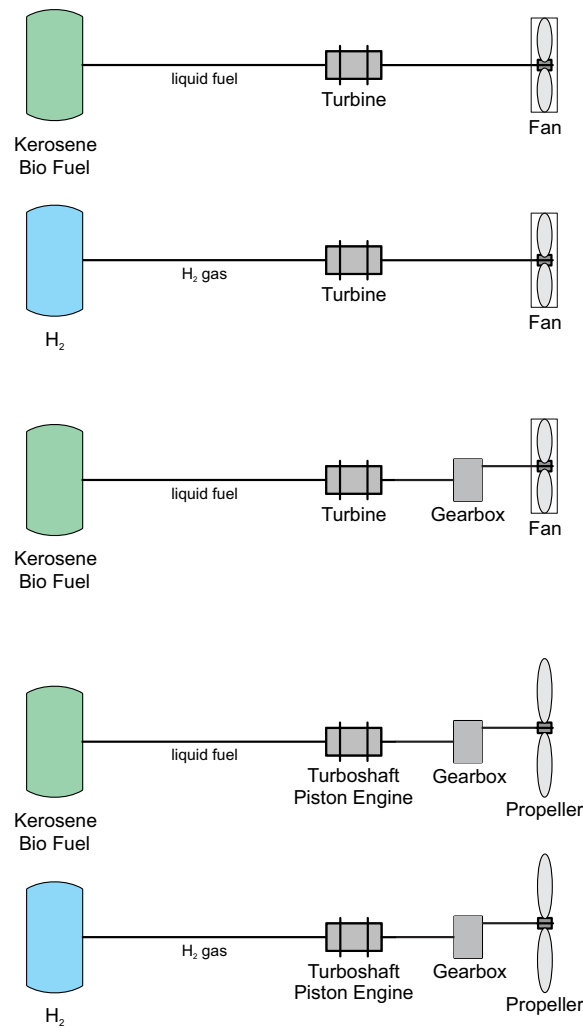 liquid fuel
Turbine
Fan
Kerosene
Bio Fuel
H₂ gas
Turbine
Fan
H₂
liquid fuel
Turbine
Gearbox
Fan
Kerosene
Bio Fuel
liquid fuel
Turboshaft
Piston Engine
Gearbox
Propeller
Kerosene
Bio Fuel
H₂ gas
Turboshaft
Piston Engine
Gearbox
Propeller
H₂